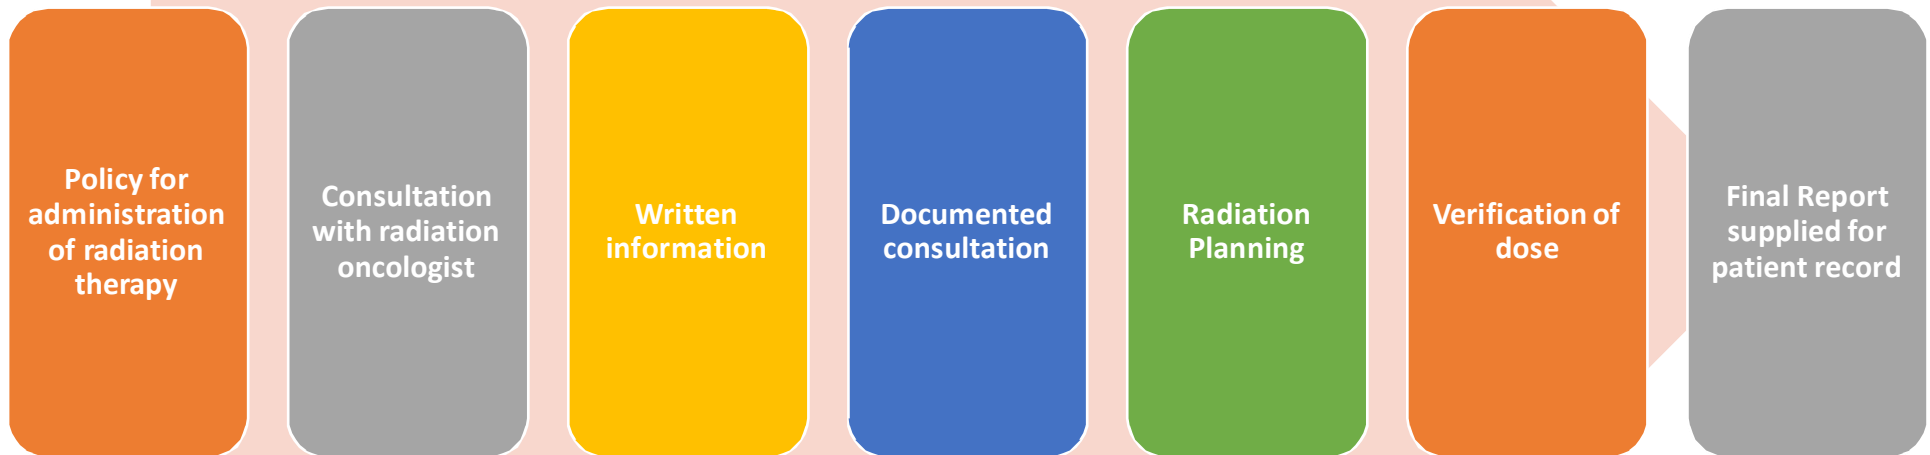 Policy for
administration
of radiation
therapy
Consultation
with radiation
oncologist
Written
information
Documented
consultation
Radiation
Planning
Verification of
dose
Final Report
supplied for
patient record